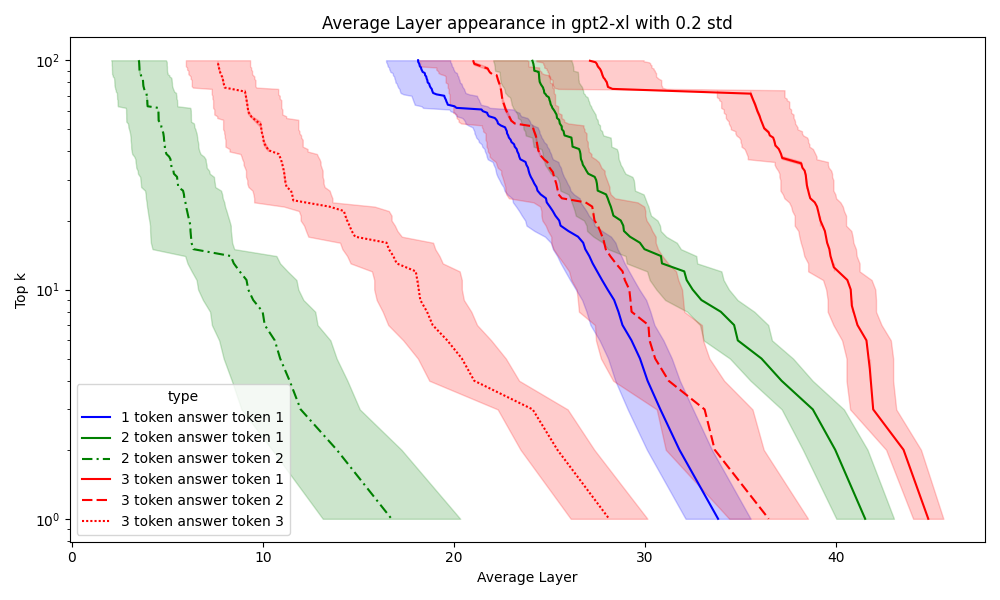 Average Layer appearance in gpt2-xl with 0.2 std
10²
10¹
10⁰
Top k
type
1 token answer token 1
2 token answer token 1
2 token answer token 2
3 token answer token 1
3 token answer token 2
3 token answer token 3
0 10 20 30 40
Average Layer